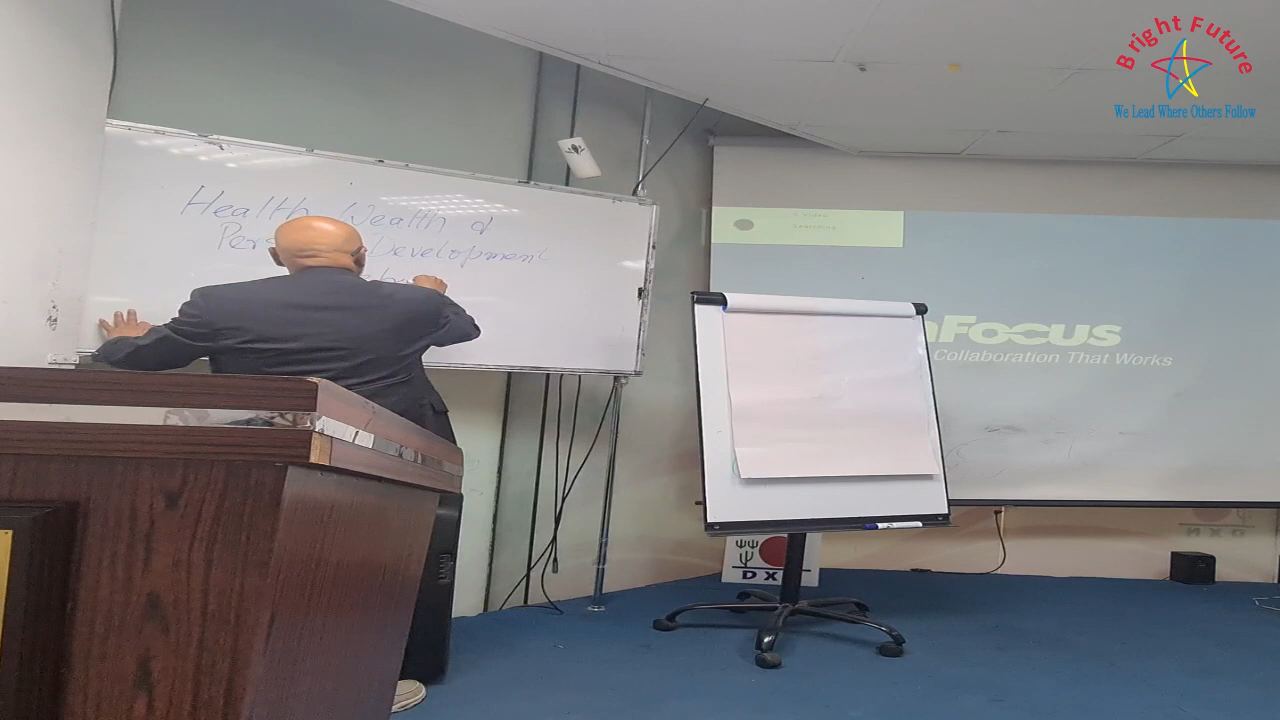 Bright Future
We Lead Where Others Follow
Health Wealth &
Development
Focus
Collaboration That Works
DX